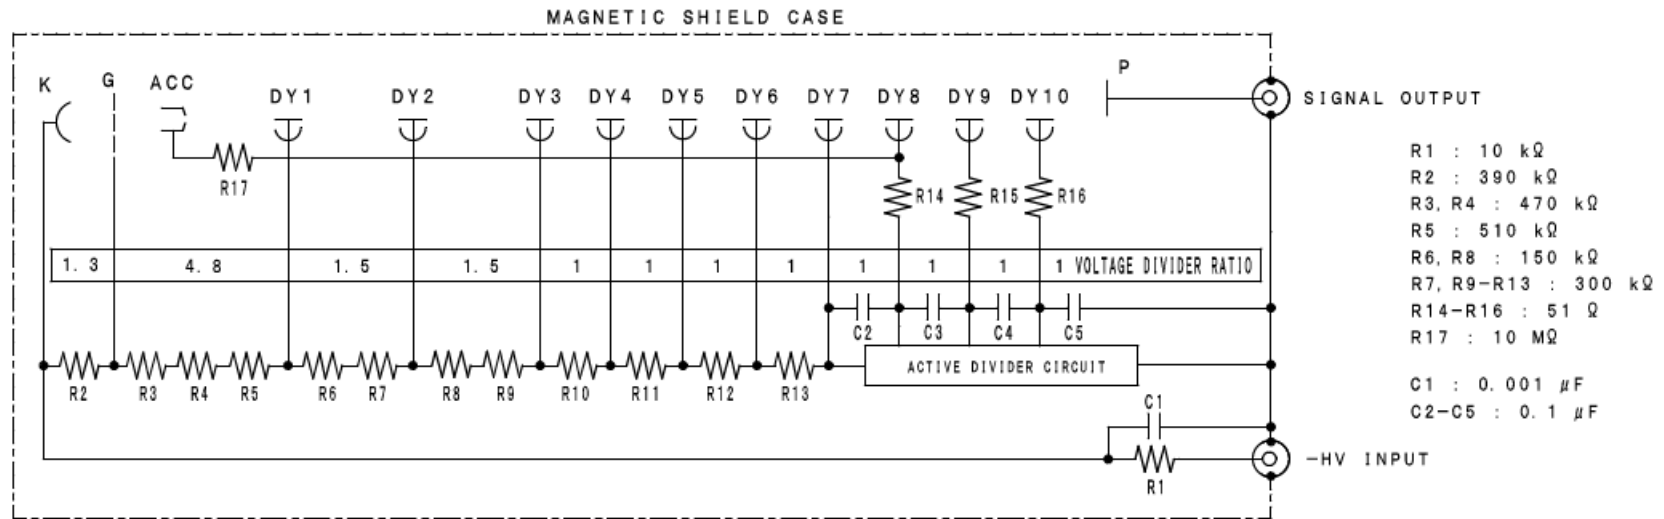 MAGNETIC SHIELD CASE
K G ACC DY1 DY2 DY3 DY4 DY5 DY6 DY7 DY8 DY9 DY10 P
SIGNAL OUTPUT
R17 R14 R15 R16
1.3 4.8 1.5 1.5 1 1 1 1 1 1 1 1 VOLTAGE DIVIDER RATIO
C2 C3 C4 C5
ACTIVE DIVIDER CIRCUIT
R2 R3 R4 R5 R6 R7 R8 R9 R10 R11 R12 R13
C1
-HV INPUT
R1
R1 : 10 kΩ
R2 : 390 kΩ
R3, R4 : 470 kΩ
R5 : 510 kΩ
R6, R8 : 150 kΩ
R7, R9-R13 : 300 kΩ
R14-R16 : 51 Ω
R17 : 10 MΩ
C1 : 0.001 μF
C2-C5 : 0.1 μF